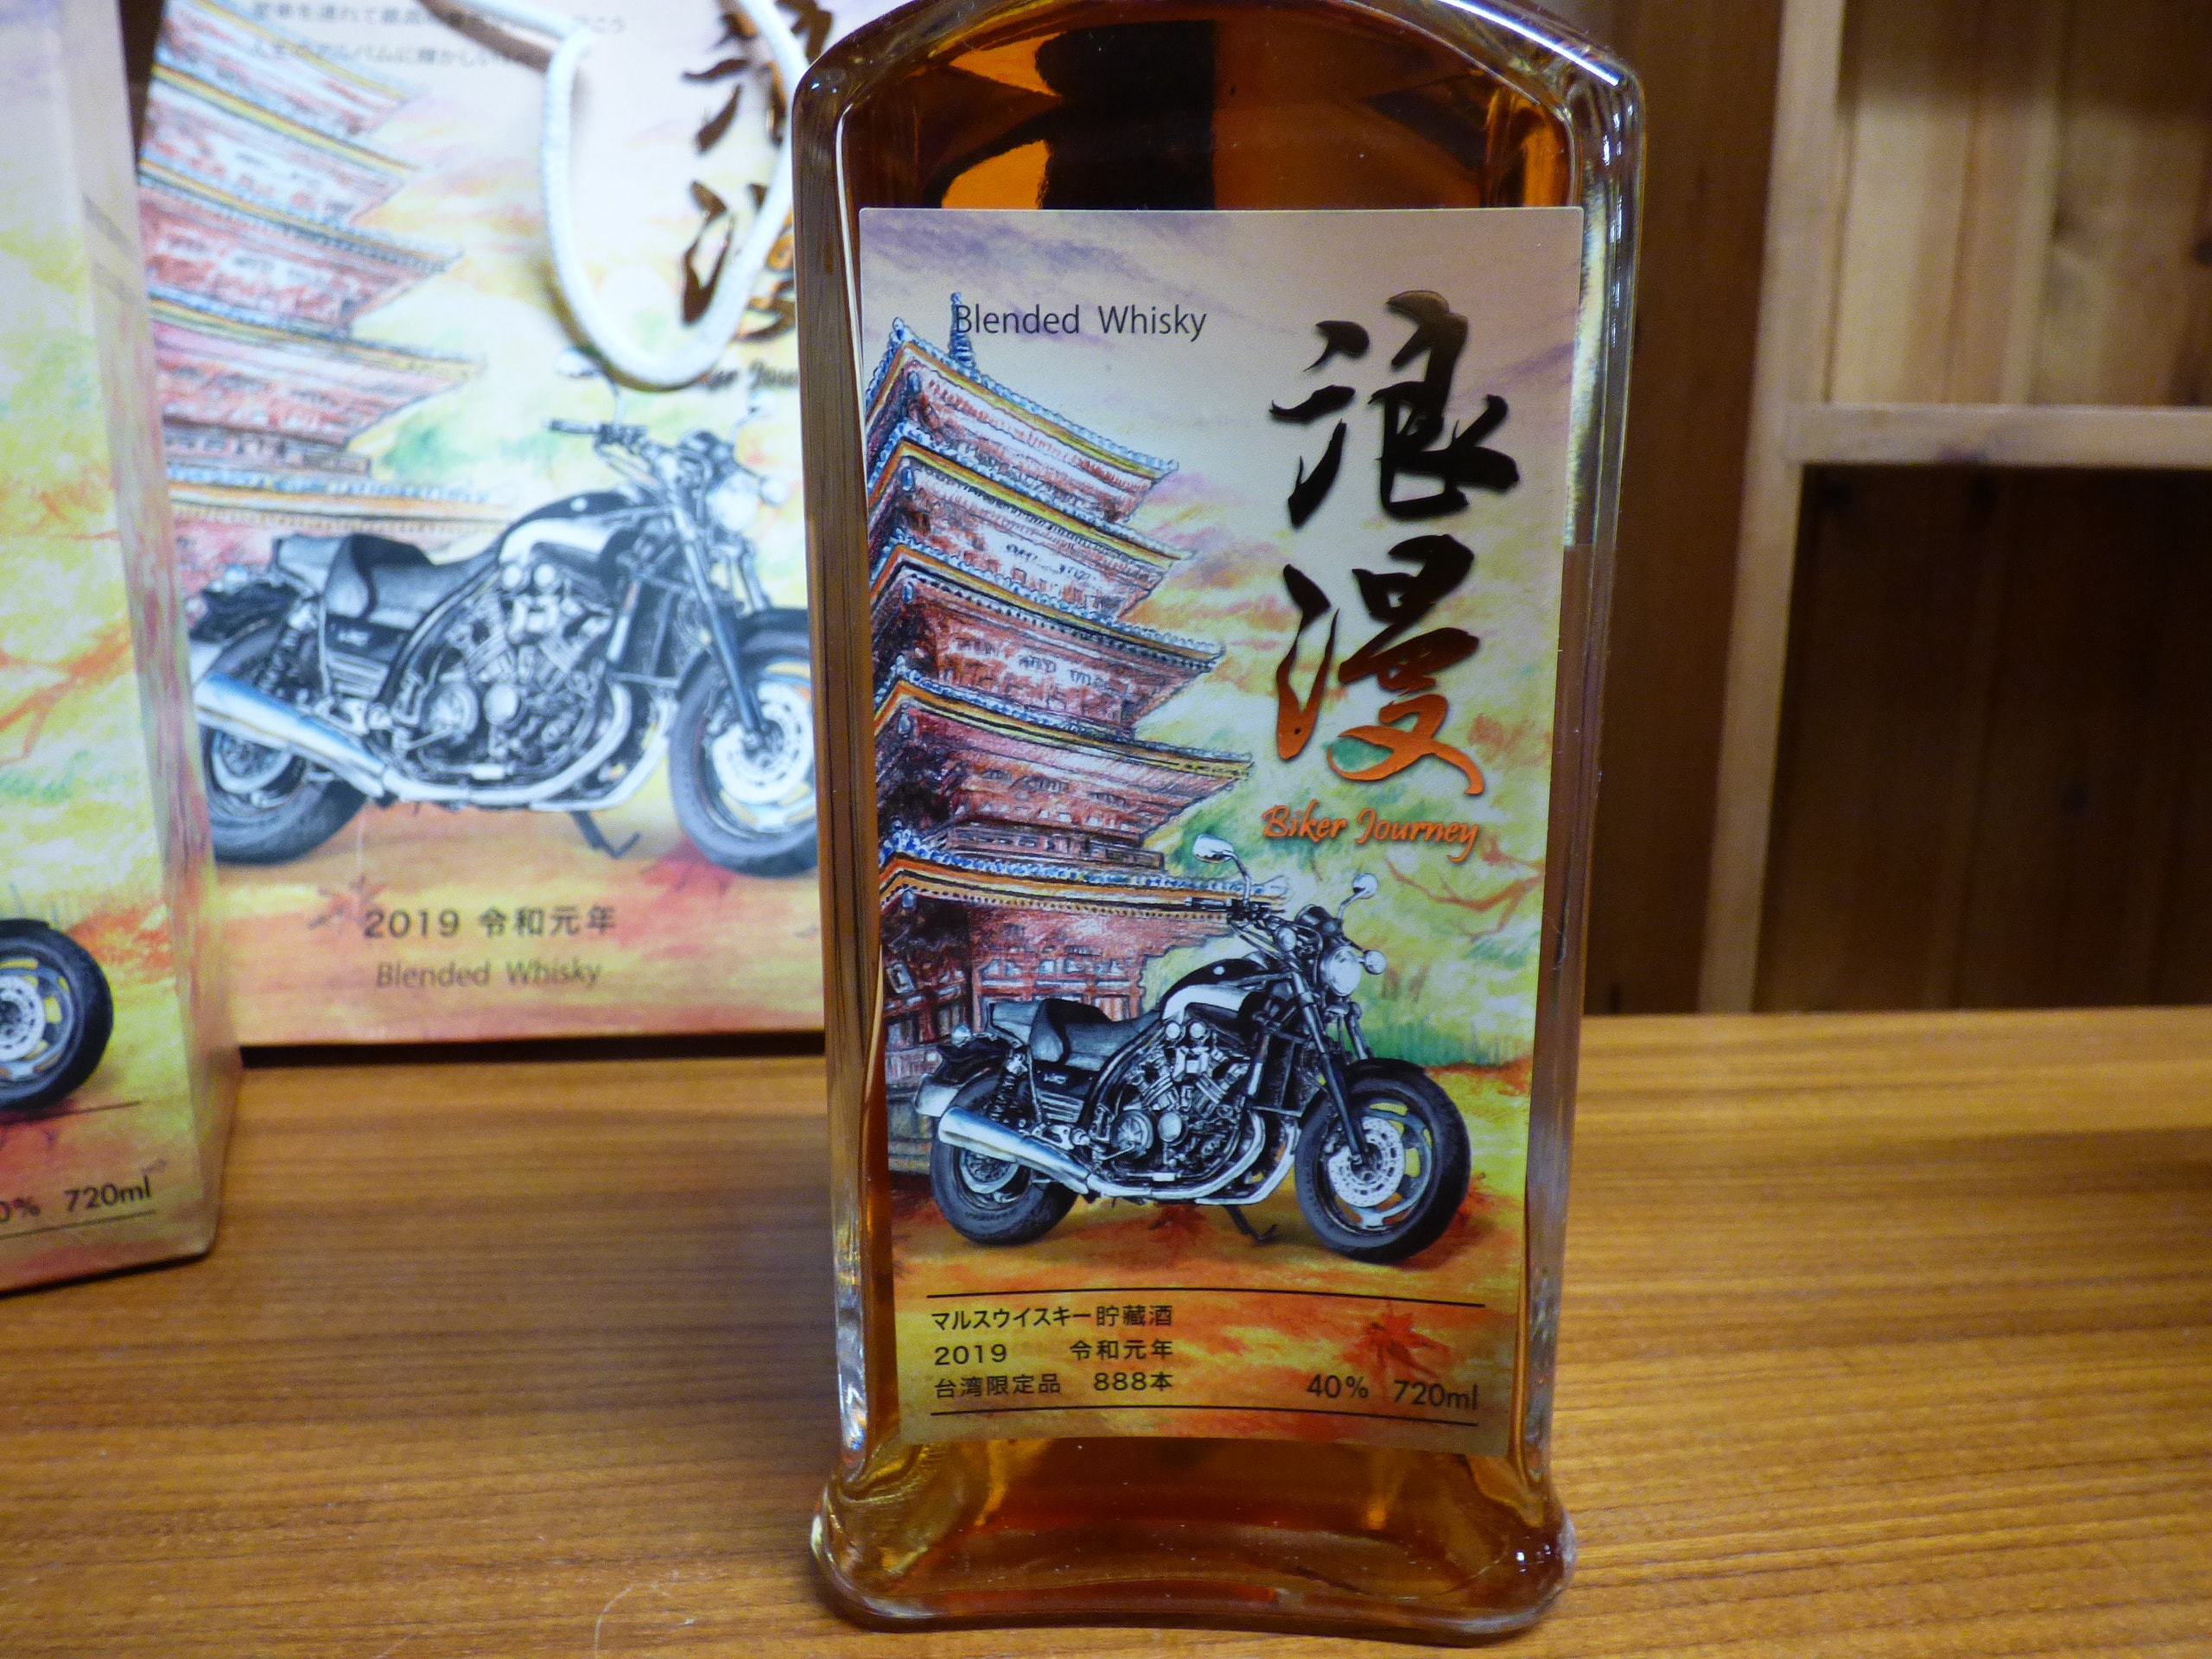 浪漫
2019 令和元年
Blended Whisky
720ml
Blended Whisky
浪漫
Biker Journey
マルスウイスキー貯蔵酒
2019 令和元年
台湾限定品 888本
40% 720ml